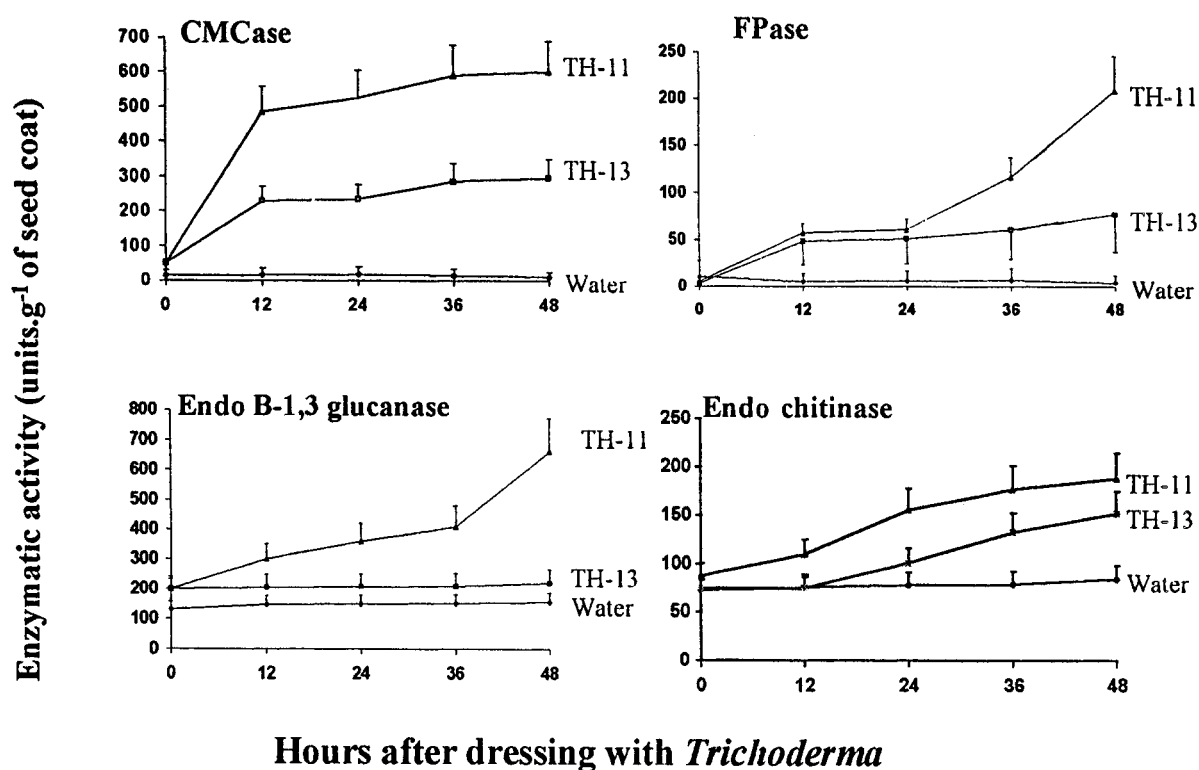 Enzymatic activity (units.g-1 of seed coat)
CMCase
700
600
500
400
300
200
100
0
0 12 24 36 48
TH-11
TH-13
Water
FPase
250
200
150
100
50
0
0 12 24 36 48
TH-11
TH-13
Water
Endo B-1,3 glucanase
800
700
600
500
400
300
200
100
0
0 12 24 36 48
TH-11
TH-13
Water
Endo chitinase
250
200
150
100
50
0
0 12 24 36 48
TH-11
TH-13
Water
Hours after dressing with Trichoderma